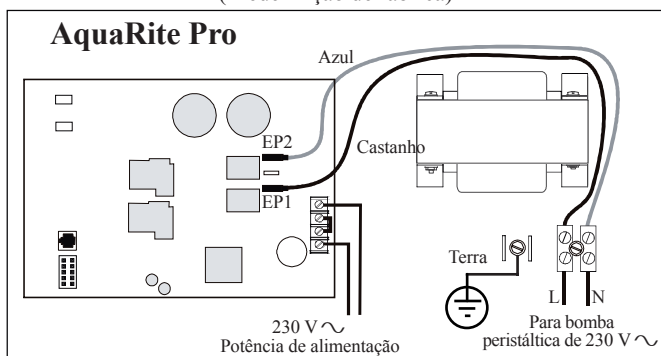 AquaRite Pro
Azul
EP2
Castanho
EP1
Terra
L N
230 V
Potência de alimentação
Para bomba
peristáltica de 230 V